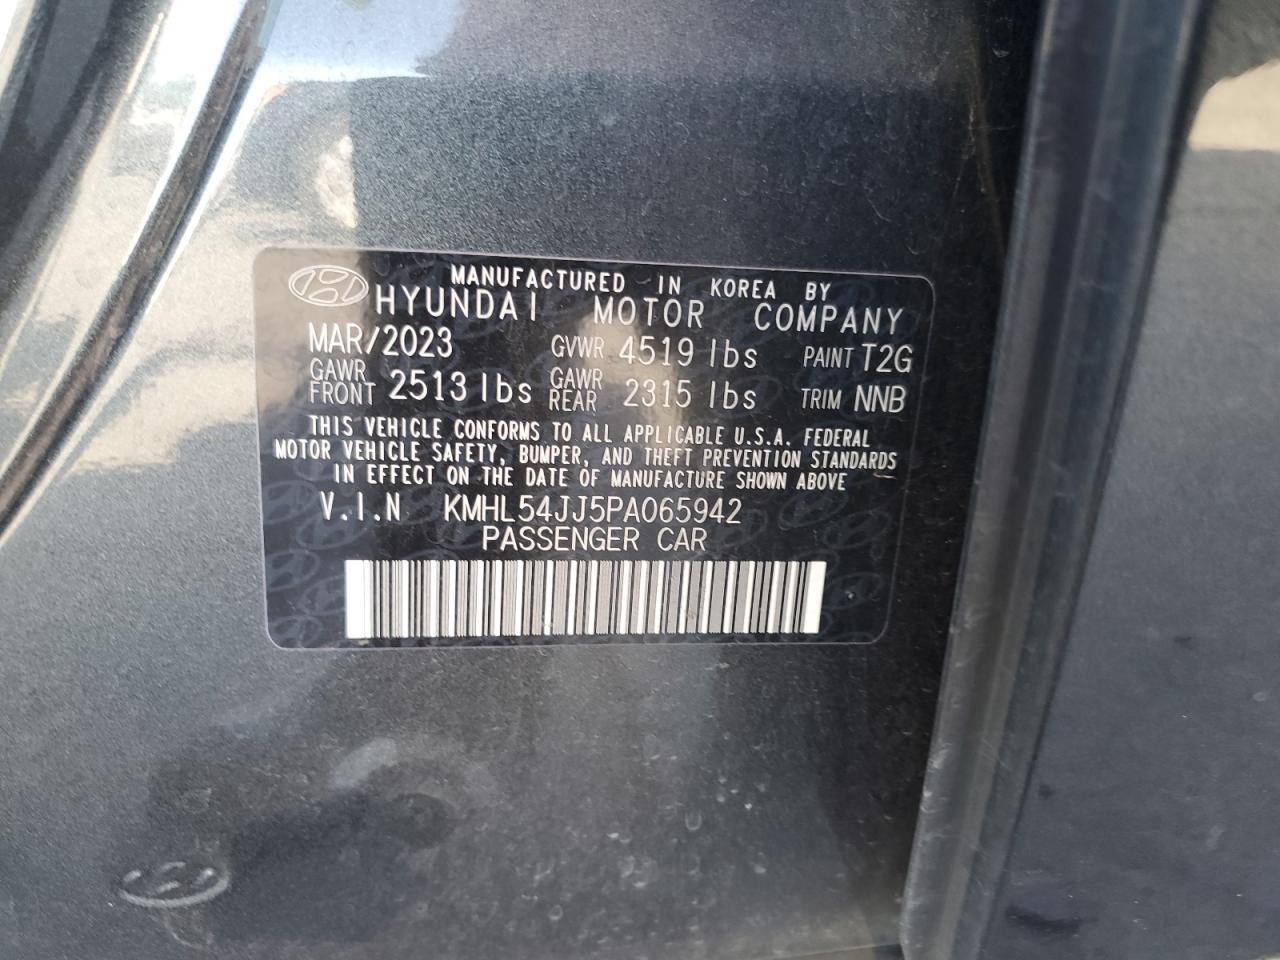 MANUFACTURED IN KOREA BY
HYUNDAI MOTOR COMPANY
MAR/2023 GVWR 4519 lbs PAINT T2G
GAWR FRONT 2513 lbs GAWR REAR 2315 lbs TRIM NNB
THIS VEHICLE CONFORMS TO ALL APPLICABLE U.S.A. FEDERAL
MOTOR VEHICLE SAFETY, BUMPER, AND THEFT PREVENTION STANDARDS
IN EFFECT ON THE DATE OF MANUFACTURE SHOWN ABOVE
V.I.N KMHL54JJ5PA065942
PASSENGER CAR